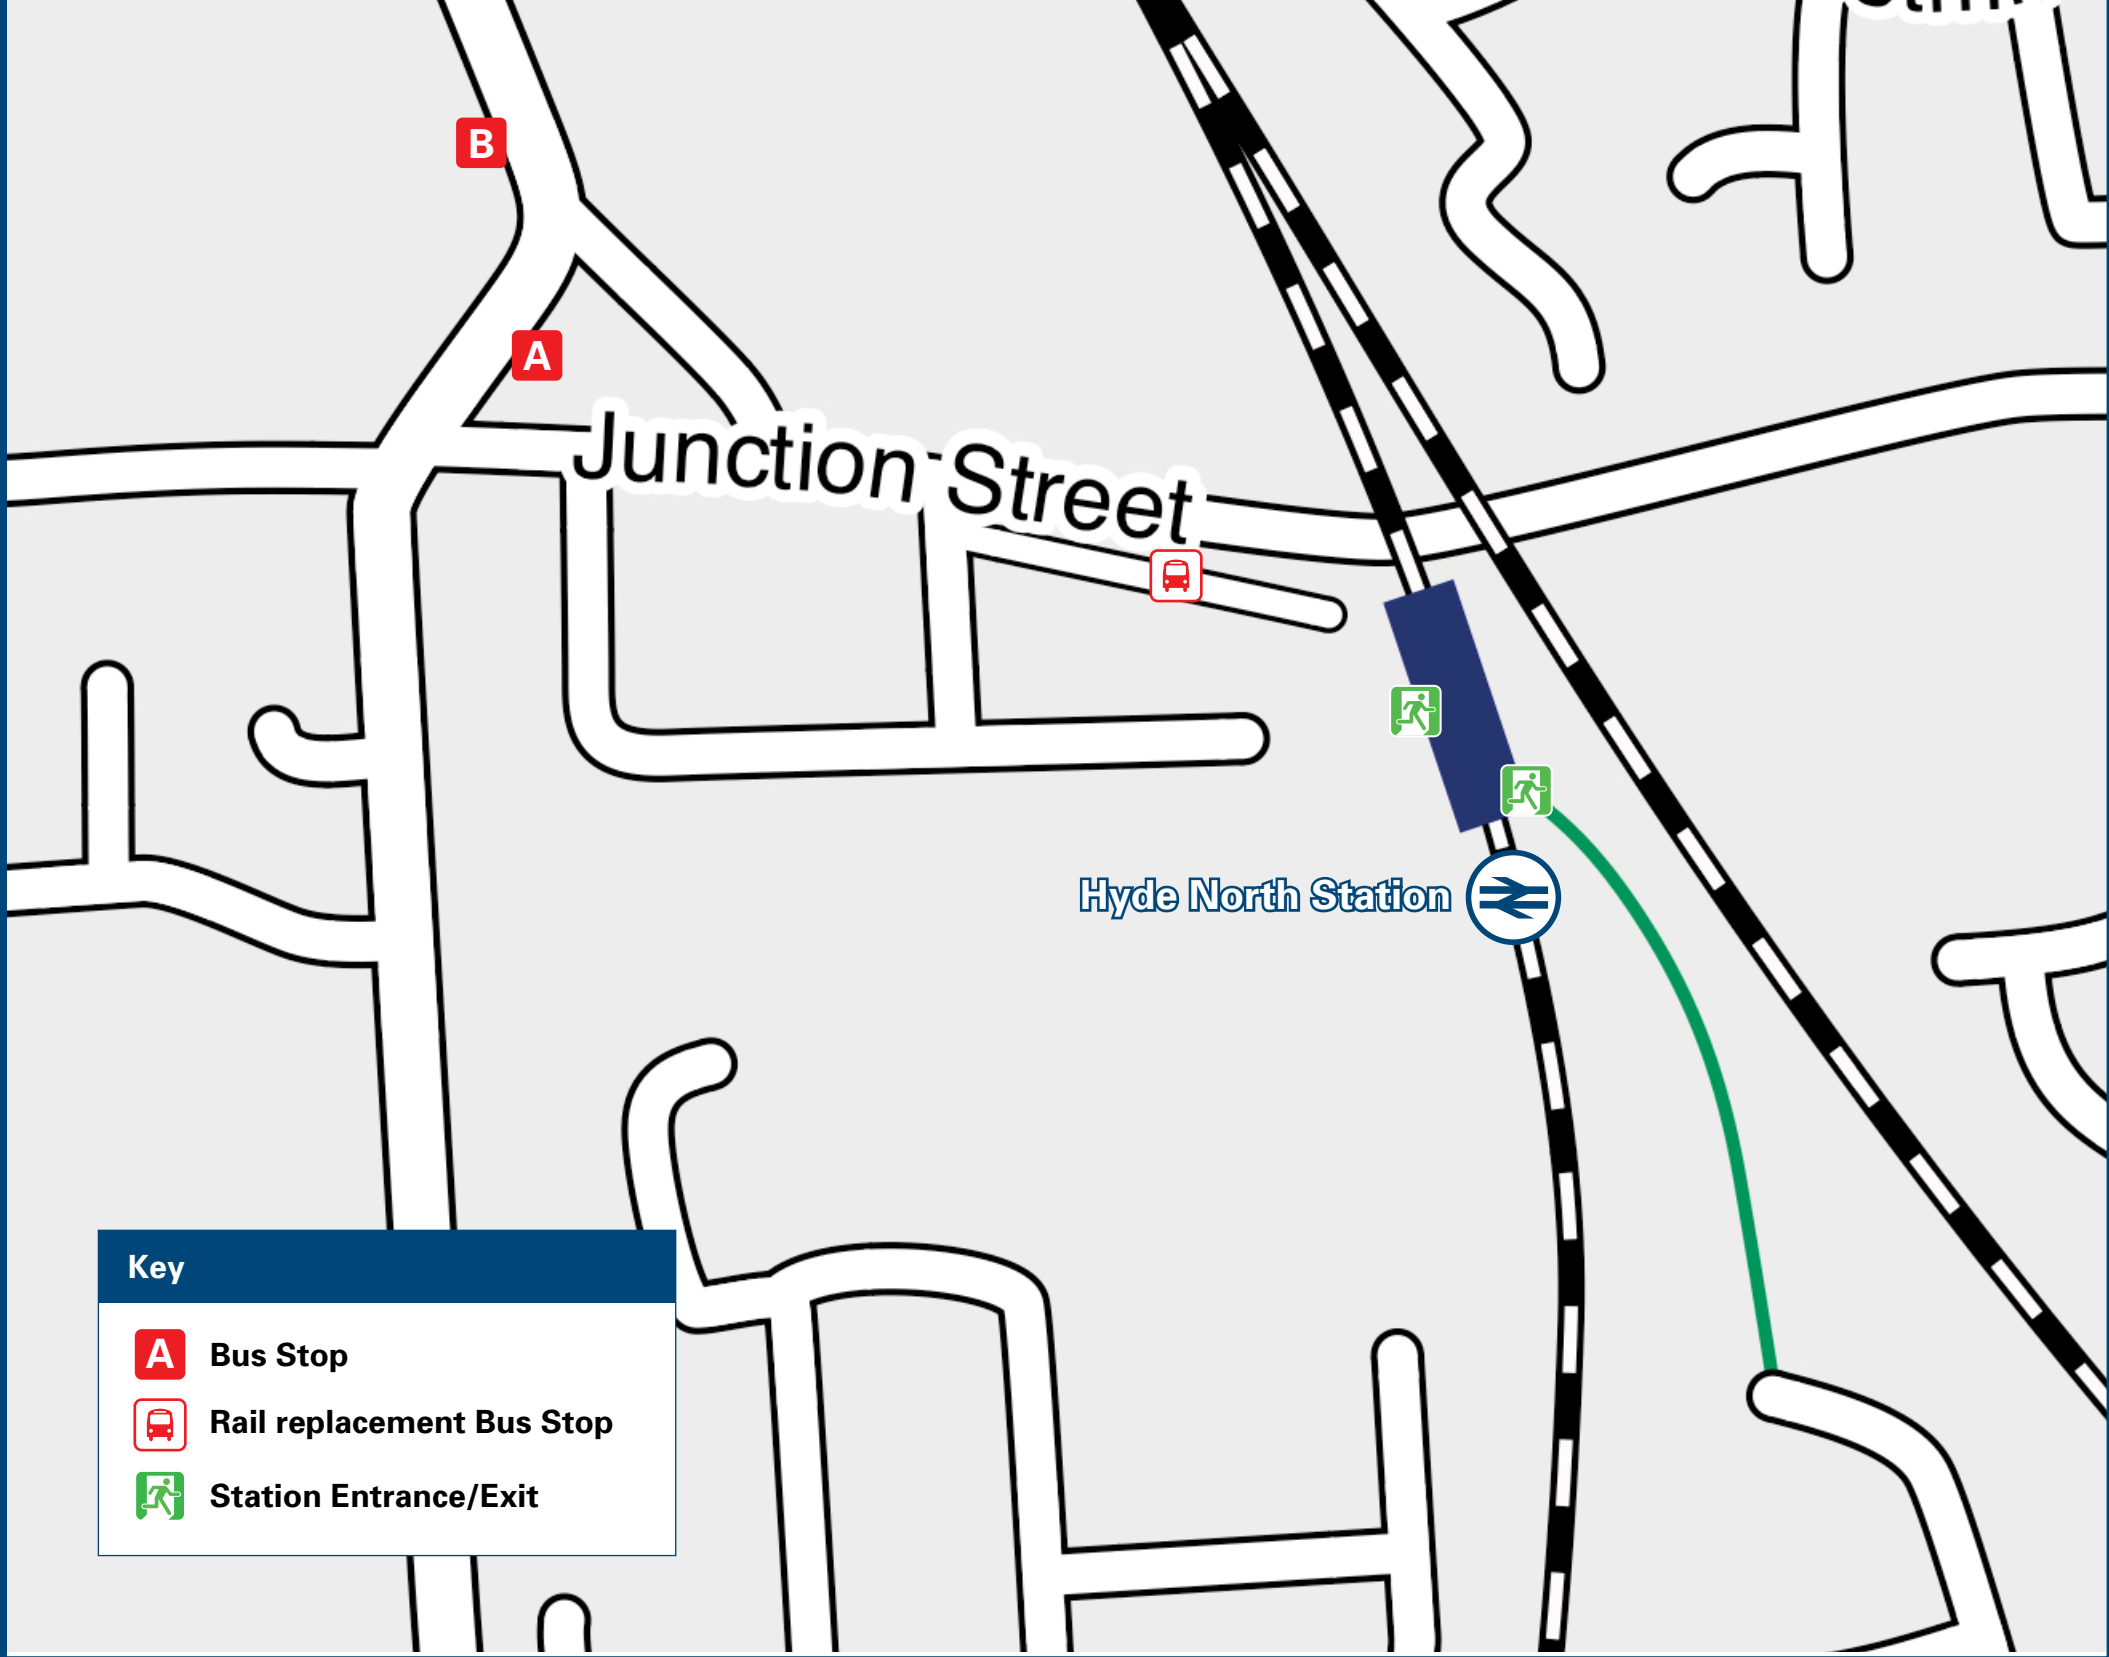 B
A
Junction Street
Hyde North Station
Key
A Bus Stop
Rail replacement Bus Stop
Station Entrance/Exit